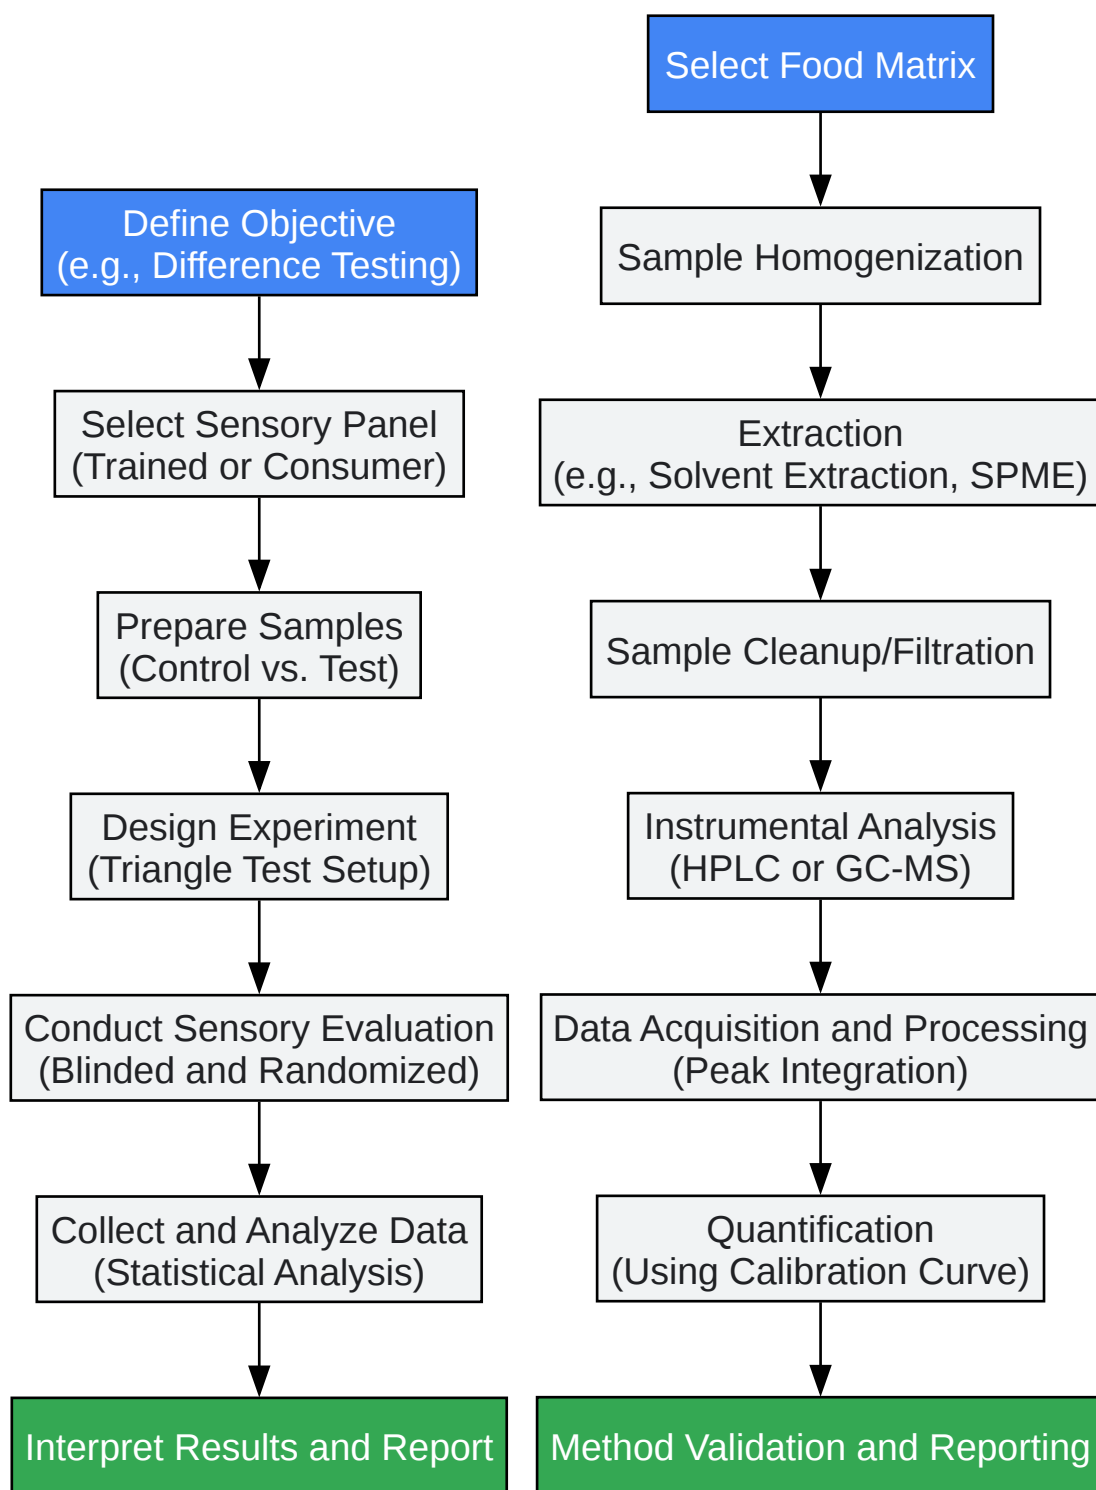 Define Objective
(e.g., Difference Testing)
Select Sensory Panel
(Trained or Consumer)
Prepare Samples
(Control vs. Test)
Design Experiment
(Triangle Test Setup)
Conduct Sensory Evaluation
(Blinded and Randomized)
Collect and Analyze Data
(Statistical Analysis)
Interpret Results and Report
Select Food Matrix
Sample Homogenization
Extraction
(e.g., Solvent Extraction, SPME)
Sample Cleanup/Filtration
Instrumental Analysis
(HPLC or GC-MS)
Data Acquisition and Processing
(Peak Integration)
Quantification
(Using Calibration Curve)
Method Validation and Reporting